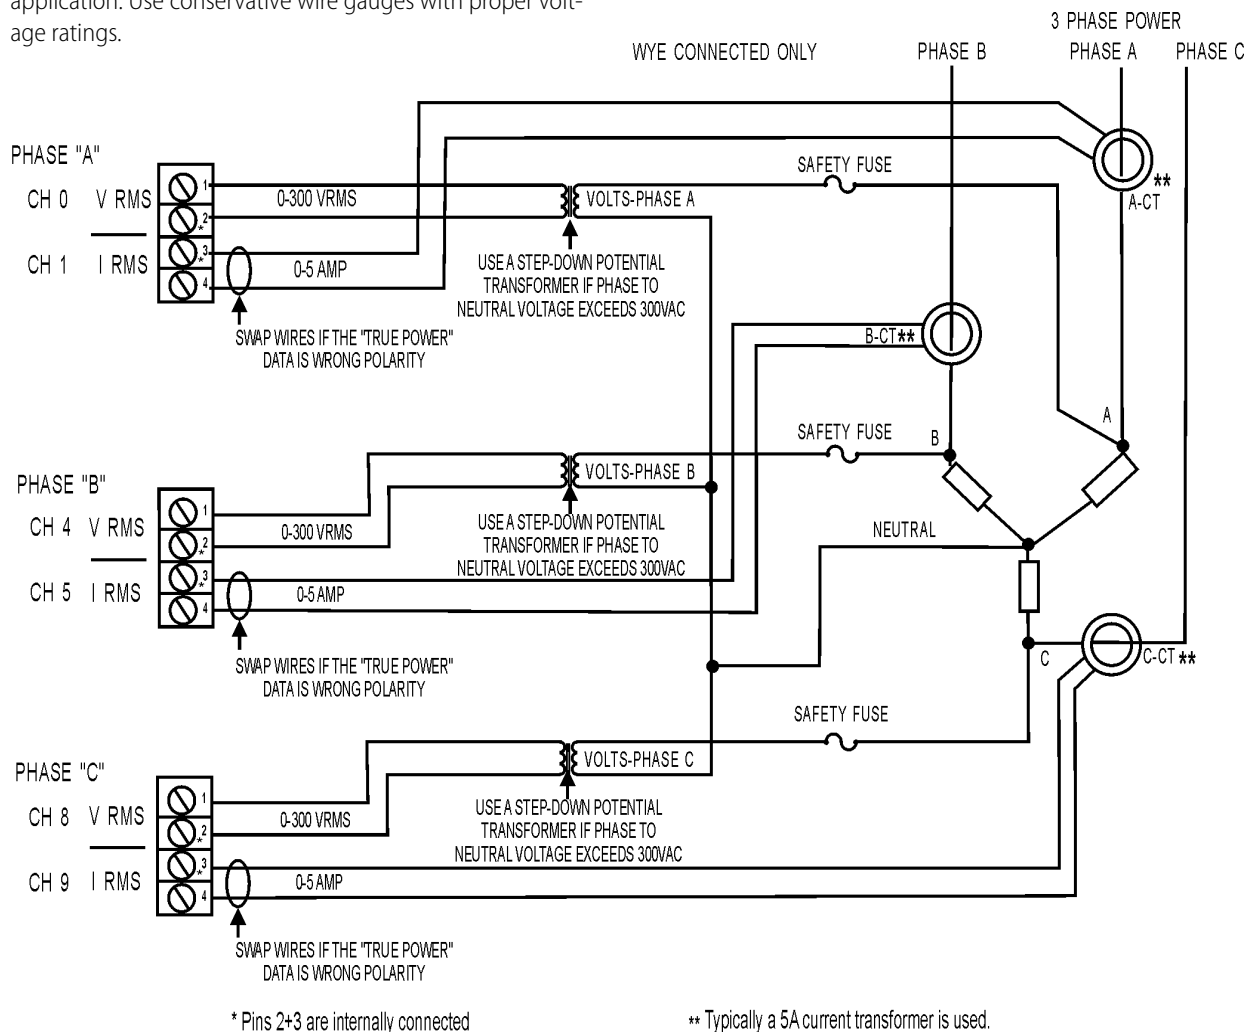 application. Use conservative wire gauges with proper volt-
age ratings.
3 PHASE POWER
WYE CONNECTED ONLY
PHASE B
PHASE A
PHASE C
PHASE "A"
CH 0 V RMS
CH 1 I RMS
1
2
*
3
*
4
0-300 VRMS
0-5 AMP
SWAP WIRES IF THE "TRUE POWER"
DATA IS WRONG POLARITY
VOLTS-PHASE A
USE A STEP-DOWN POTENTIAL
TRANSFORMER IF PHASE TO
NEUTRAL VOLTAGE EXCEEDS 300VAC
SAFETY FUSE
**
A-CT
B-CT**
A
B
PHASE "B"
CH 4 V RMS
CH 5 I RMS
1
2
*
3
*
4
0-300 VRMS
0-5 AMP
SWAP WIRES IF THE "TRUE POWER"
DATA IS WRONG POLARITY
VOLTS-PHASE B
USE A STEP-DOWN POTENTIAL
TRANSFORMER IF PHASE TO
NEUTRAL VOLTAGE EXCEEDS 300VAC
SAFETY FUSE
NEUTRAL
C
C-CT**
PHASE "C"
CH 8 V RMS
CH 9 I RMS
1
2
*
3
*
4
0-300 VRMS
0-5 AMP
SWAP WIRES IF THE "TRUE POWER"
DATA IS WRONG POLARITY
VOLTS-PHASE C
USE A STEP-DOWN POTENTIAL
TRANSFORMER IF PHASE TO
NEUTRAL VOLTAGE EXCEEDS 300VAC
SAFETY FUSE
* Pins 2+3 are internally connected
** Typically a 5A current transformer is used.